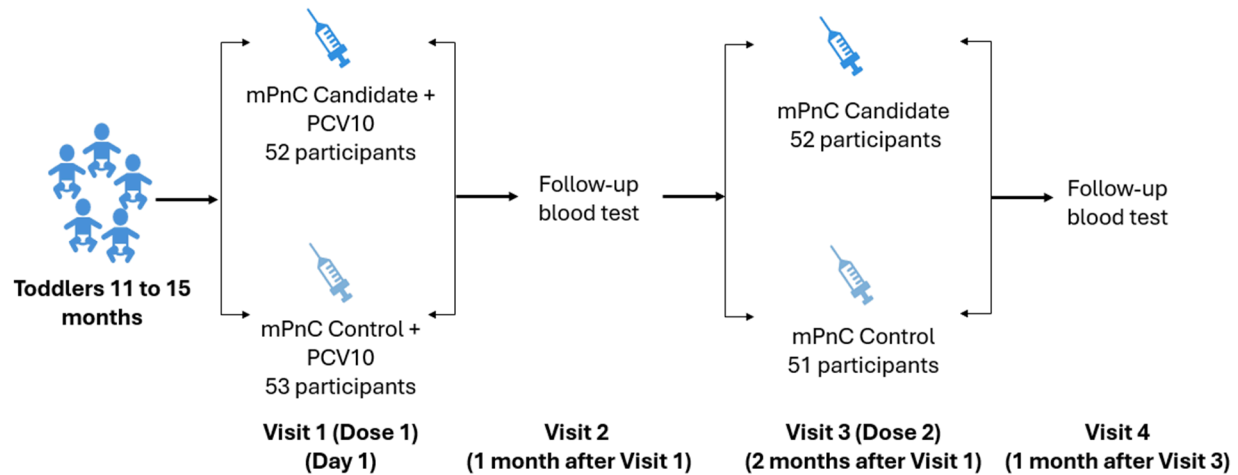 Toddlers 11 to 15
months
mPnC Candidate +
PCV10
52 participants
mPnC Control +
PCV10
53 participants
Visit 1 (Dose 1)
(Day 1)
Follow-up
blood test
Visit 2
(1 month after Visit 1)
mPnC Candidate
52 participants
mPnC Control
51 participants
Visit 3 (Dose 2)
(2 months after Visit 1)
Follow-up
blood test
Visit 4
(1 month after Visit 3)